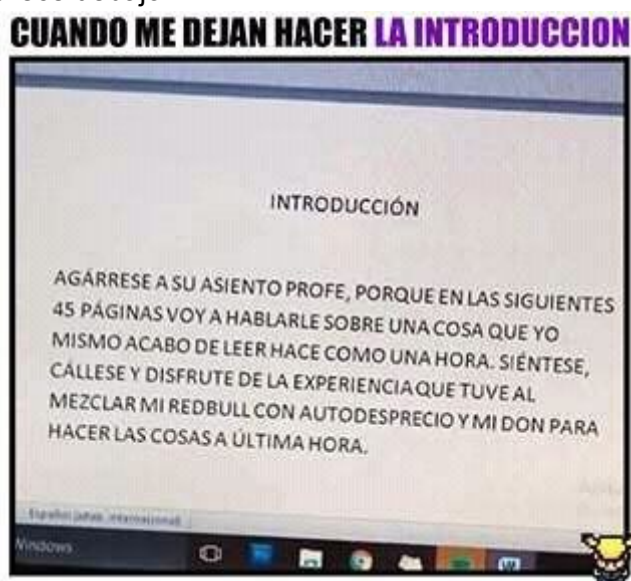 CUANDO ME DEJAN HACER LA INTRODUCCION
INTRODUCCIÓN
AGÁRRESE A SU ASIENTO PROFE, PORQUE EN LAS SIGUIENTES
45 PÁGINAS VOY A HABLARLE SOBRE UNA COSA QUE YO
MISMO ACABO DE LEER HACE COMO UNA HORA. SIÉNTESE,
CÁLLESE Y DISFRUTE DE LA EXPERIENCIA QUE TUVE AL
MEZCLAR MI REDBULL CON AUTODESPRECIO Y MI DON PARA
HACER LAS COSAS A ÚLTIMA HORA.
Windows